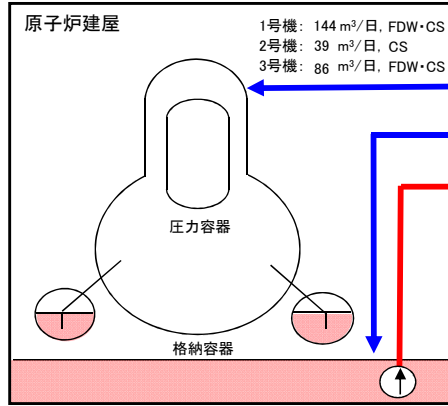 原子炉建屋
1号機: 144 m³/日, FDW・CS
2号機: 39 m³/日, CS
3号機: 86 m³/日, FDW・CS
圧力容器
格納容器